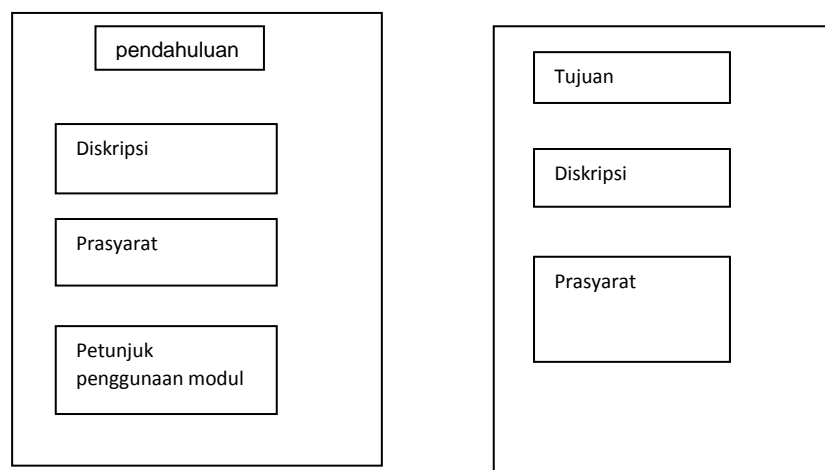 pendahuluan
Diskripsi
Prasyarat
Petunjuk
penggunaan modul
Tujuan
Diskripsi
Prasyarat